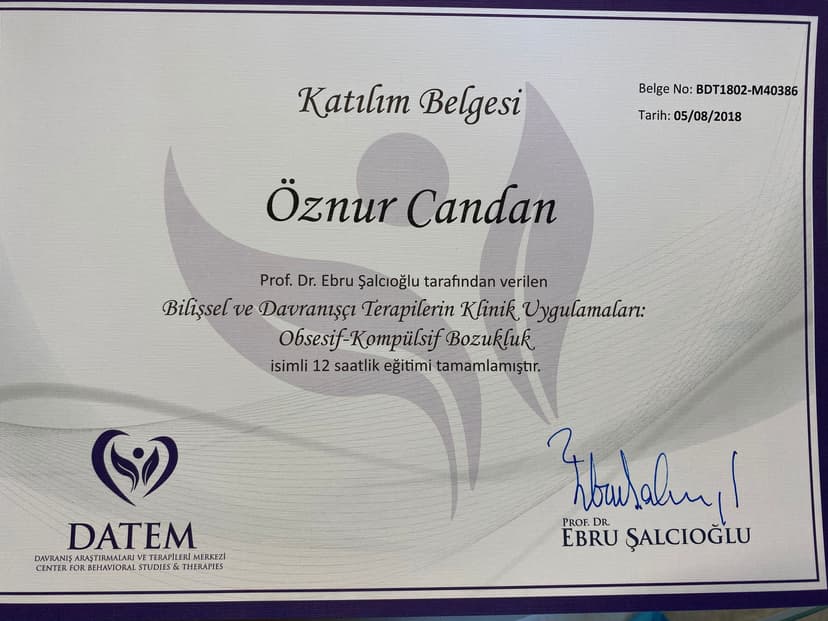 Katılım Belgesi
Belge No: BDT1802-M40386
Tarih: 05/08/2018
Öznur Candan
Prof. Dr. Ebru Şalcıoğlu tarafından verilen
Bilişsel ve Davranışçı Terapilerin Klinik Uygulamaları:
Obsesif-Kompülsif Bozukluk
isimli 12 saatlik eğitimi tamamlamıştır.
DATEM
DAVRANIŞ ARAŞTIRMALARI VE TERAPİLERİ MERKEZİ
CENTER FOR BEHAVIORAL STUDIES & THERAPIES
Ebru Şalcıoğlu
PROF. DR.
EBRU ŞALCIOĞLU